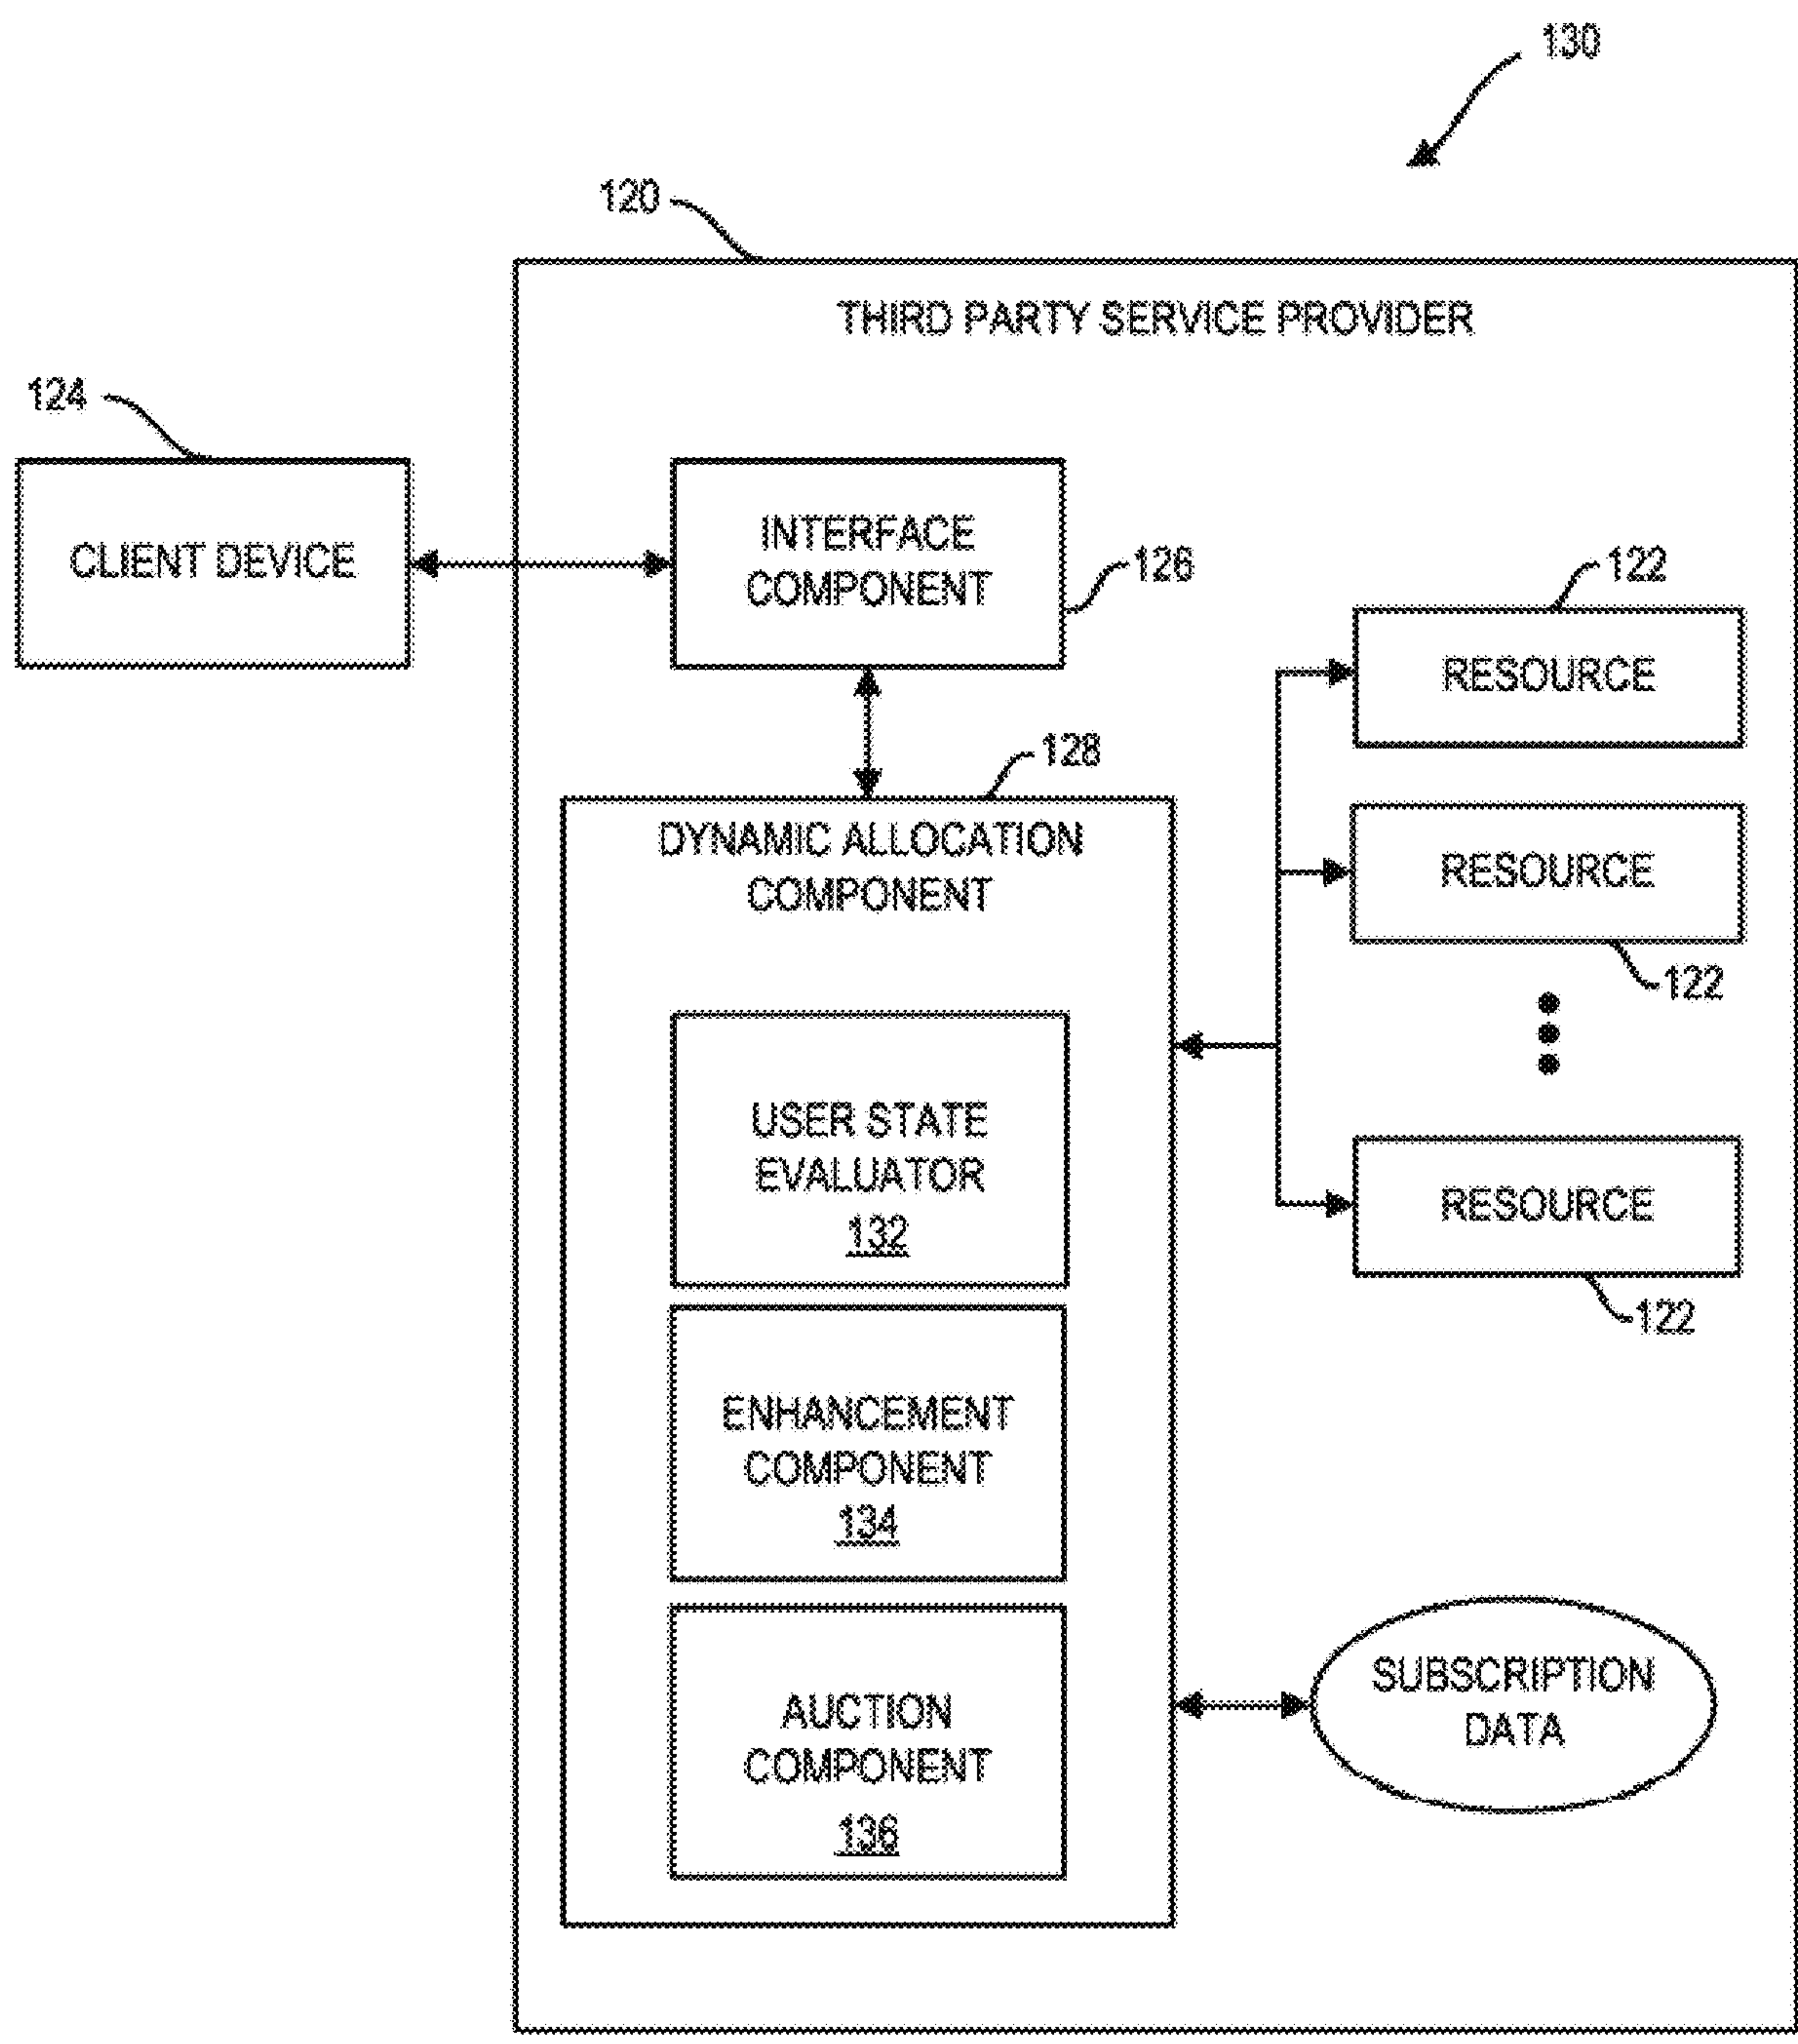 130
120
THIRD PARTY SERVICE PROVIDER
124
CLIENT DEVICE
INTERFACE
COMPONENT
126
122
RESOURCE
128
DYNAMIC ALLOCATION
COMPONENT
RESOURCE
122
USER STATE
EVALUATOR
132
RESOURCE
122
ENHANCEMENT
COMPONENT
134
AUCTION
COMPONENT
136
SUBSCRIPTION
DATA